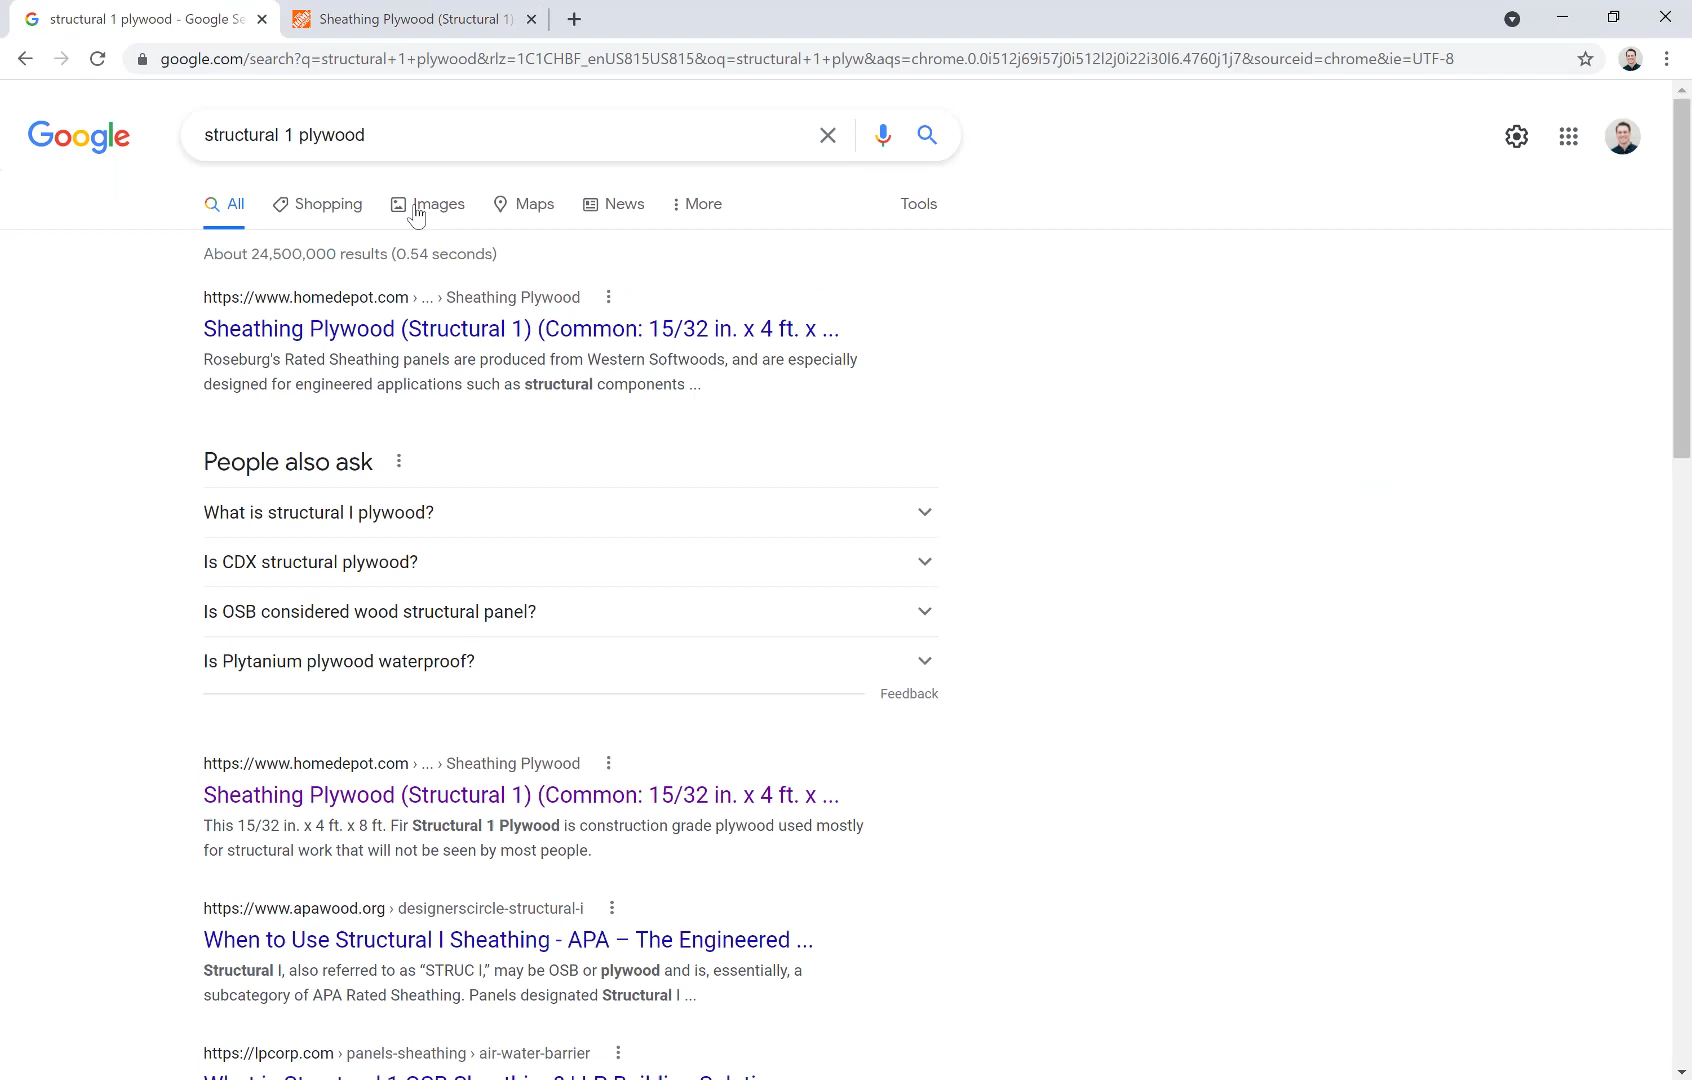 structural 1 plywood - Google Se
Sheathing Plywood (Structural 1)
google.com/search?q=structural+1+plywood&rlz=1C1CHBF_enUS815US815&oq=structural+1+plyw&aqs=chrome.0.0i512j69i57j0i512l2j0i22i30l6.4760j1j7&sourceid=chrome&ie=UTF-8
Google
structural 1 plywood
All
Shopping
Images
Maps
News
More
Tools
About 24,500,000 results (0.54 seconds)
https://www.homedepot.com › ... › Sheathing Plywood
Sheathing Plywood (Structural 1) (Common: 15/32 in. x 4 ft. x ...
Roseburg's Rated Sheathing panels are produced from Western Softwoods, and are especially
designed for engineered applications such as structural components ...
People also ask
What is structural I plywood?
Is CDX structural plywood?
Is OSB considered wood structural panel?
Is Plytanium plywood waterproof?
Feedback
https://www.homedepot.com › ... › Sheathing Plywood
Sheathing Plywood (Structural 1) (Common: 15/32 in. x 4 ft. x ...
This 15/32 in. x 4 ft. x 8 ft. Fir Structural 1 Plywood is construction grade plywood used mostly
for structural work that will not be seen by most people.
https://www.apawood.org › designerscircle-structural-i
When to Use Structural I Sheathing - APA – The Engineered ...
Structural I, also referred to as “STRUC I,” may be OSB or plywood and is, essentially, a
subcategory of APA Rated Sheathing. Panels designated Structural I ...
https://lpcorp.com › panels-sheathing › air-water-barrier